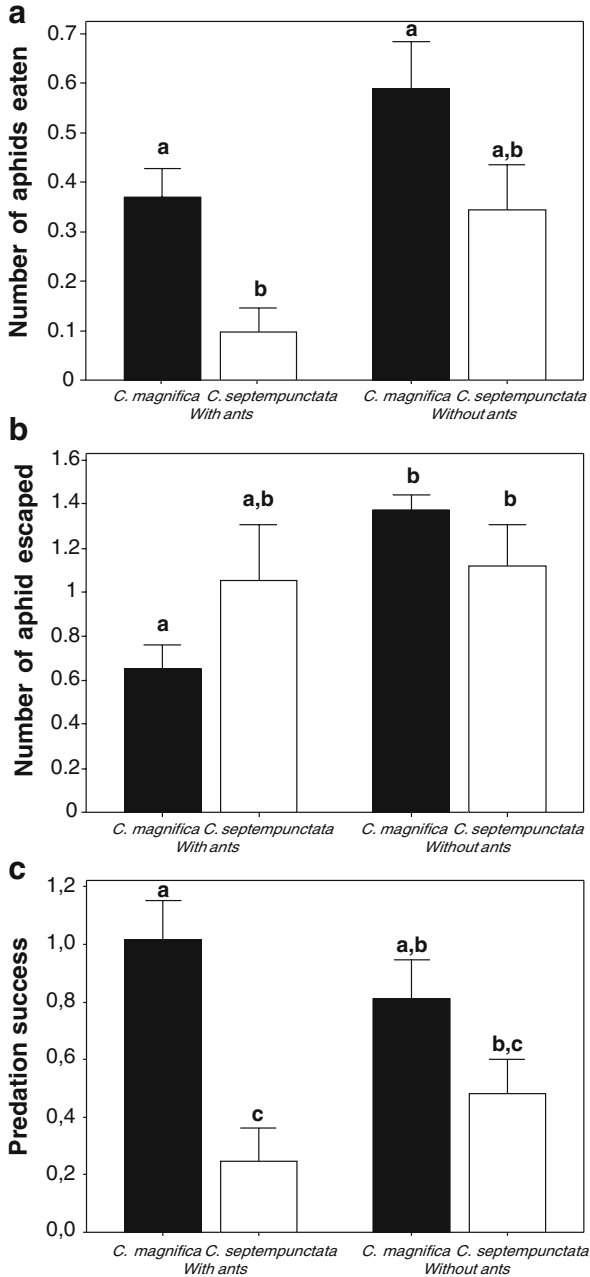 a
Number of aphids eaten
0.7
0.6
0.5
0.4
0.3
0.2
0.1
0
a
b
a
a,b
C. magnifica C. septempunctata C. magnifica C. septempunctata
With ants Without ants
b
Number of aphid escaped
1.6
1.4
1.2
1
0.8
0.6
0.4
0.2
0
a
a,b
b
b
C. magnifica C. septempunctata C. magnifica C. septempunctata
With ants Without ants
c
Predation success
1,2
1,0
0,8
0,6
0,4
0,2
0,0
a
c
a,b
b,c
C. magnifica C. septempunctata C. magnifica C. septempunctata
With ants Without ants